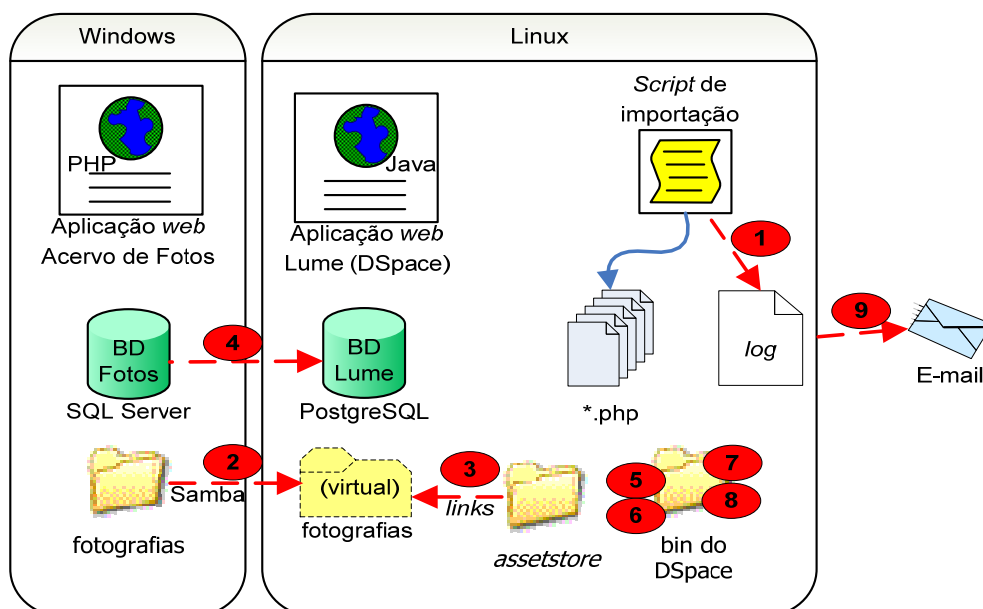 Windows
Linux
PHP
Aplicação web
Acervo de Fotos
Java
Aplicação web
Lume (DSpace)
Script de
importação
1
*.php
log
9
E-mail
BD
Fotos
SQL Server
4
BD
Lume
PostgreSQL
fotografias
2
Samba
(virtual)
fotografias
3
links
assetstore
5
6
7
8
bin do
DSpace